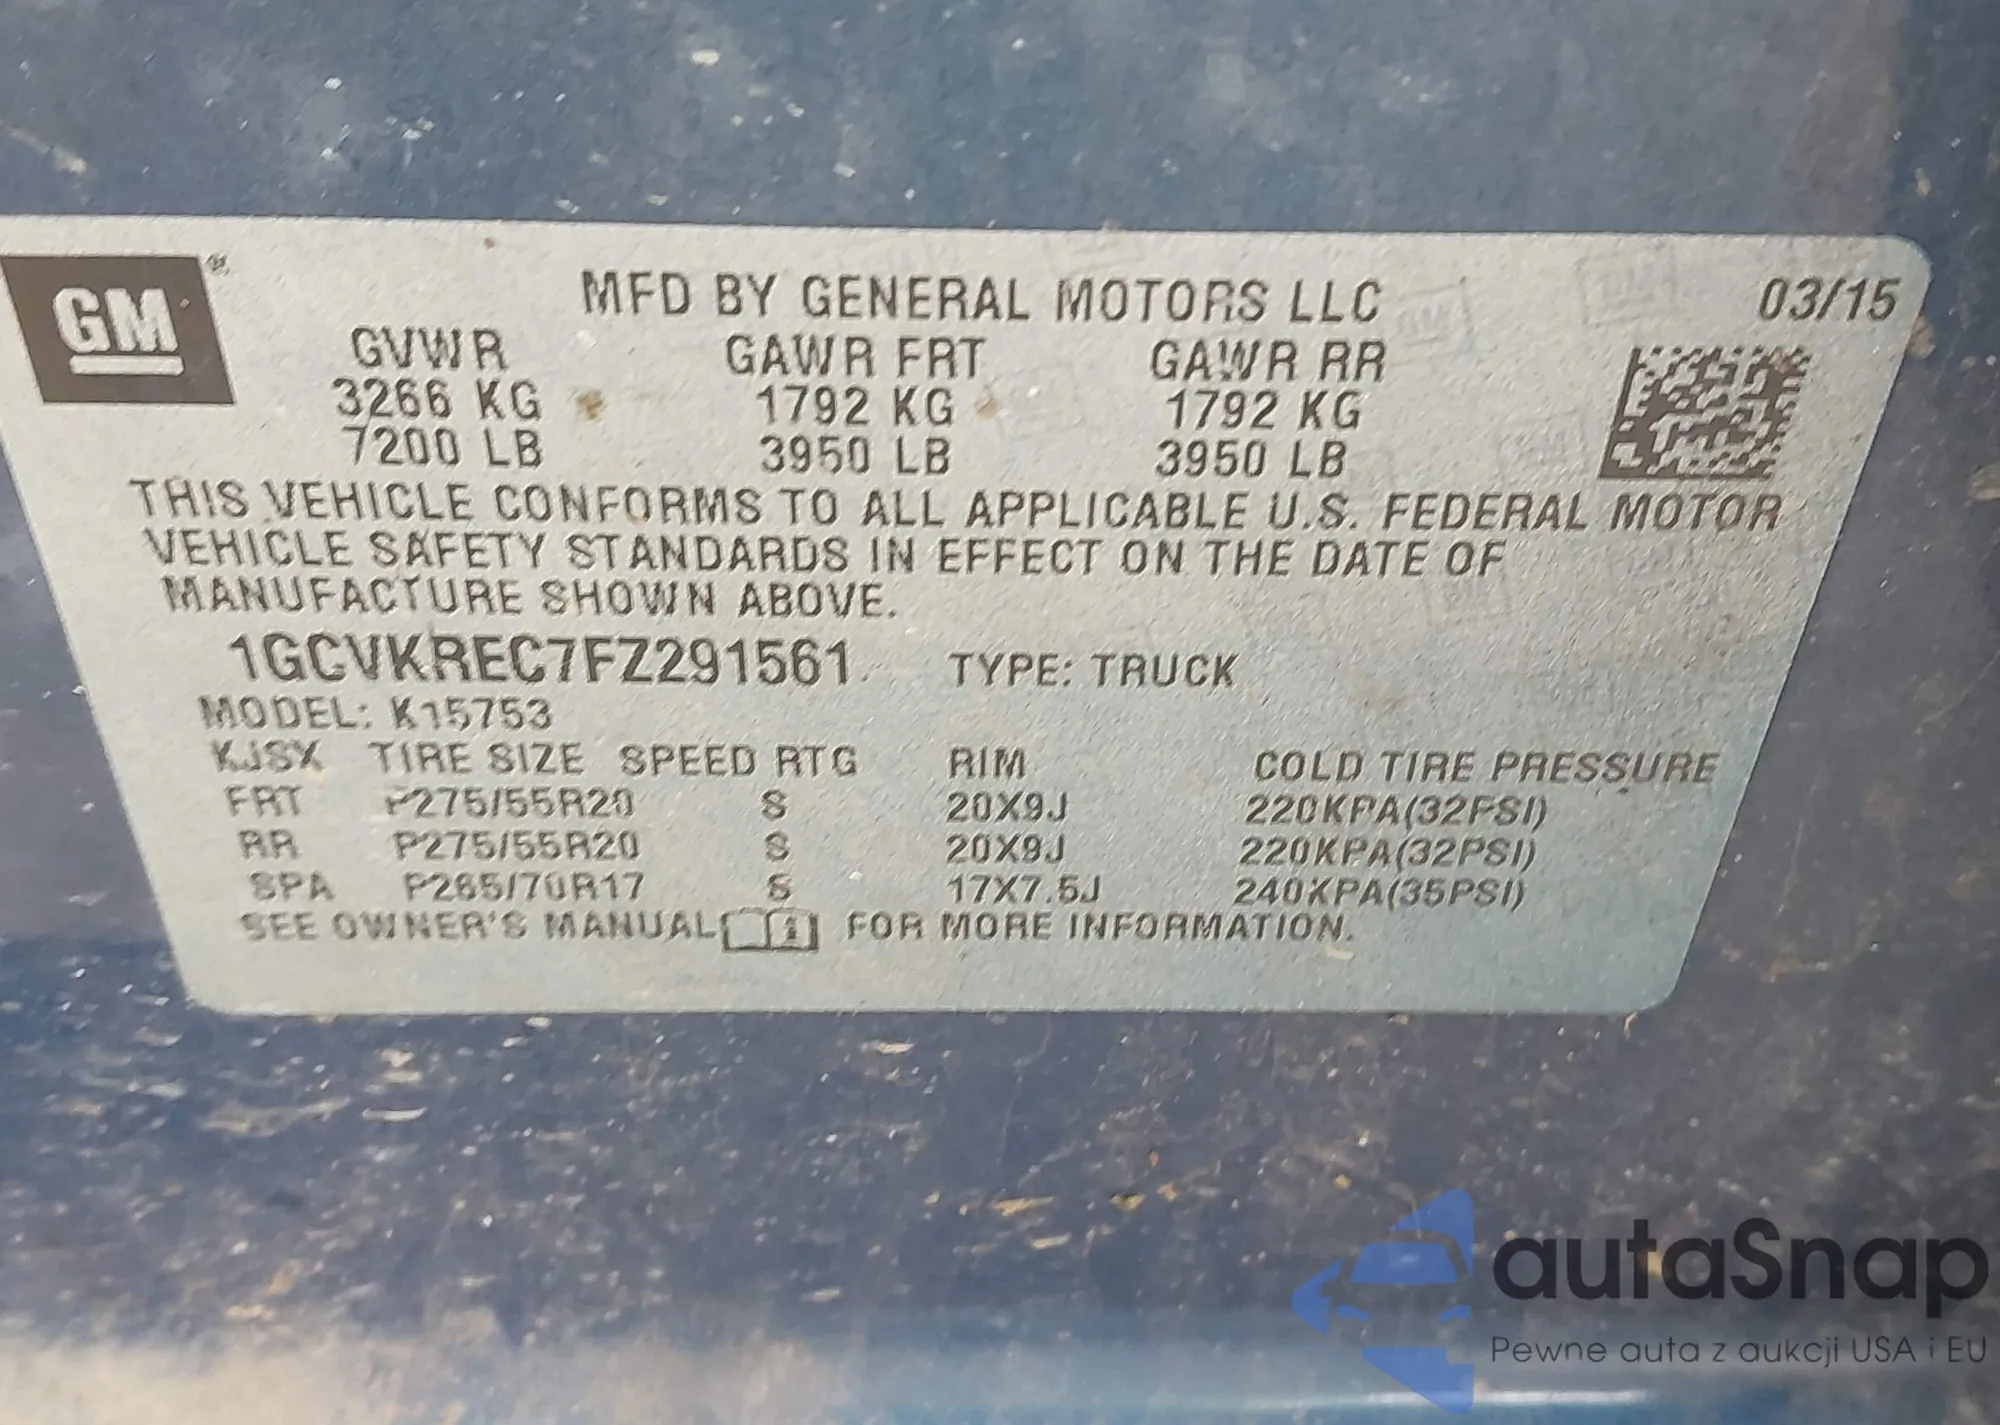 GM®
MFD BY GENERAL MOTORS LLC 03/15
GVWR GAWR FRT GAWR RR
3266 KG 1792 KG 1792 KG
7200 LB 3950 LB 3950 LB
THIS VEHICLE CONFORMS TO ALL APPLICABLE U.S. FEDERAL MOTOR
VEHICLE SAFETY STANDARDS IN EFFECT ON THE DATE OF
MANUFACTURE SHOWN ABOVE.
1GCVKREC7FZ291561 TYPE: TRUCK
MODEL: K15753
KJSX TIRE SIZE SPEED RTG RIM COLD TIRE PRESSURE
FRT P275/55R20 S 20X9J 220KPA(32PSI)
RR P275/55R20 S 20X9J 220KPA(32PSI)
SPA P265/70R17 S 17X7.5J 240KPA(35PSI)
SEE OWNER'S MANUAL FOR MORE INFORMATION.
autaSnap
Pewne auta z aukcji USA i EU